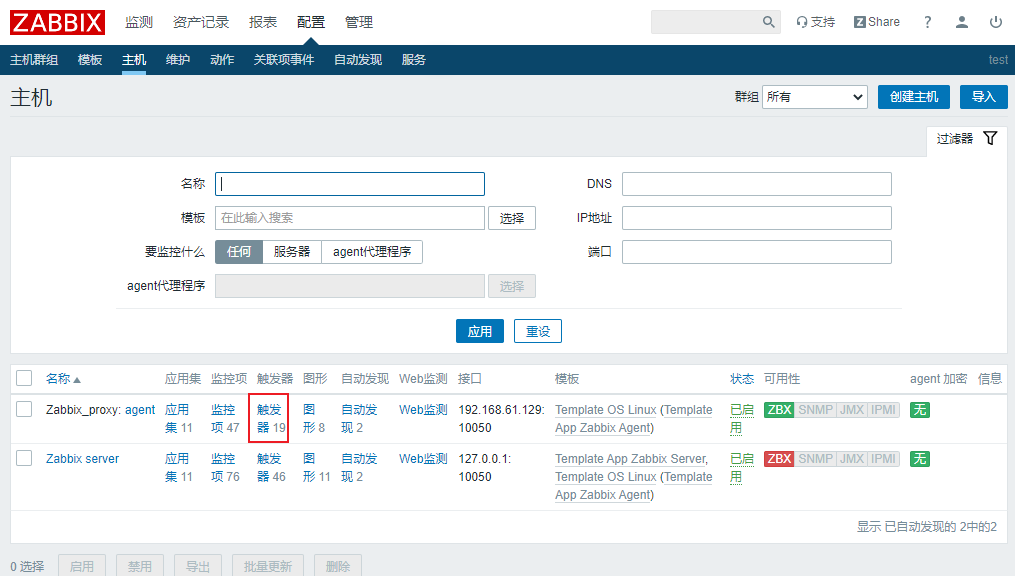 ZABBIX 监测 资产记录 报表 配置 管理 支持 Z Share ?
主机群组 模板 主机 维护 动作 关联项事件 自动发现 服务 test
主机 群组 所有 创建主机 导入
过滤器
名称 DNS
模板 在此输入搜索 选择 IP地址
要监控什么 任何 服务器 agent代理程序 端口
agent代理程序 选择
应用 重设
名称 应用集 监控项 触发器 图形 自动发现 Web监测 接口 模板 状态 可用性 agent 加密 信息
Zabbix_proxy: agent 应用 监控 触发 图 自动发 Web监测 192.168.61.129: Template OS Linux (Template 已启 ZBX SNMP JMX IPMI 无
集 11 项 47 器 19 形 8 现 2 10050 App Zabbix Agent) 用
Zabbix server 应用 监控 触发 图 自动发 Web监测 127.0.0.1: Template App Zabbix Server, 已启 ZBX SNMP JMX IPMI 无
集 11 项 76 器 46 形 11 现 2 10050 Template OS Linux (Template 用
App Zabbix Agent)
显示 已自动发现的 2中的2
0 选择 启用 禁用 导出 批量更新 删除